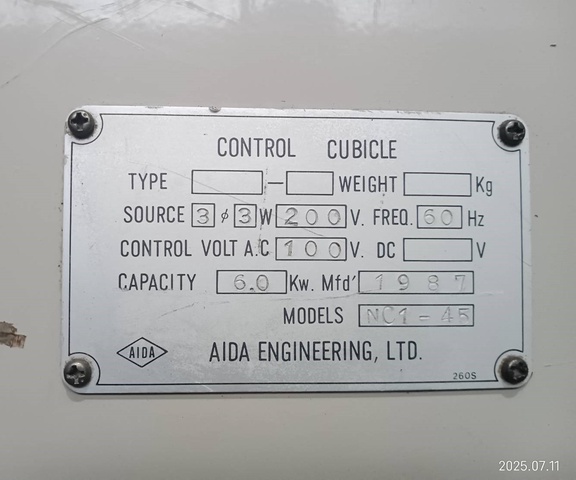 CONTROL CUBICLE
TYPE - WEIGHT Kg
SOURCE 3 ø 3 W 200 V. FREQ. 60 Hz
CONTROL VOLT A.C 100 V. DC V
CAPACITY 6.0 Kw. Mfd' 1987
MODELS NC1-45
AIDA AIDA ENGINEERING, LTD.
260S
2025.07.11